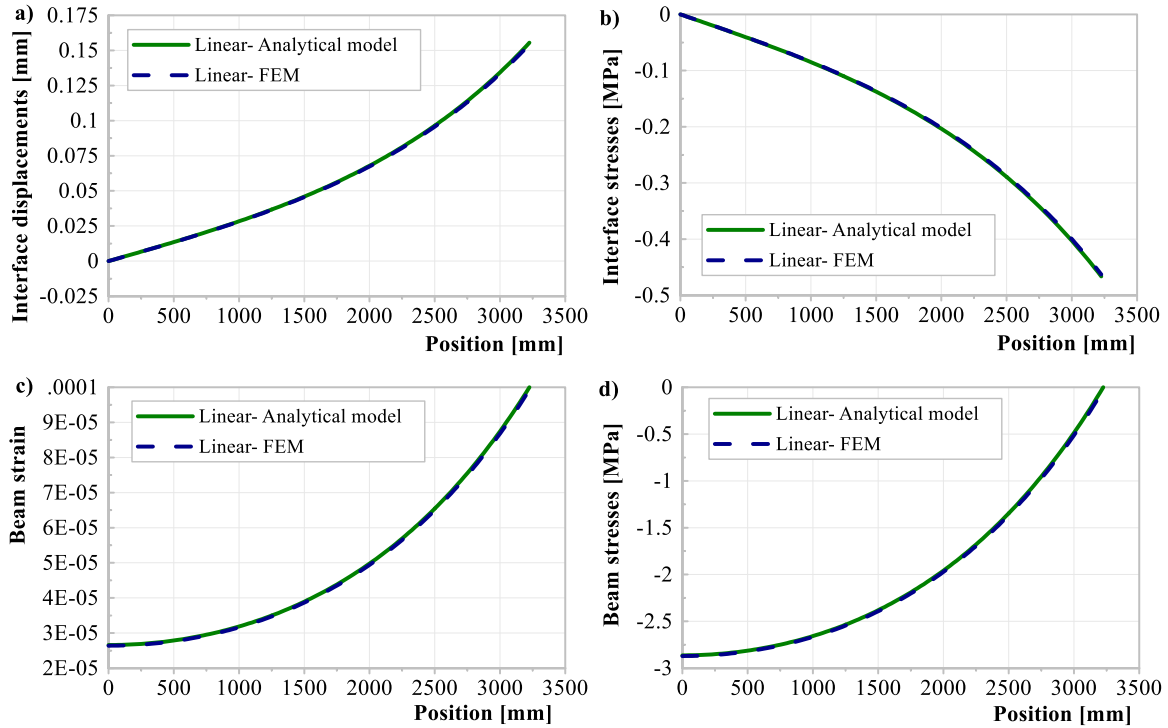 a)
Interface displacements [mm]
0.175
0.15
0.125
0.1
0.075
0.05
0.025
0
-0.025
Linear- Analytical model
Linear- FEM
0 500 1000 1500 2000 2500 3000 3500
Position [mm]
b)
Interface stresses [MPa]
0
-0.1
-0.2
-0.3
-0.4
-0.5
Linear- Analytical model
Linear- FEM
0 500 1000 1500 2000 2500 3000 3500
Position [mm]
c)
Beam strain
.0001
9E-05
8E-05
7E-05
6E-05
5E-05
4E-05
3E-05
2E-05
Linear- Analytical model
Linear- FEM
0 500 1000 1500 2000 2500 3000 3500
Position [mm]
d)
Beam stresses [MPa]
0
-0.5
-1
-1.5
-2
-2.5
-3
Linear- Analytical model
Linear- FEM
0 500 1000 1500 2000 2500 3000 3500
Position [mm]